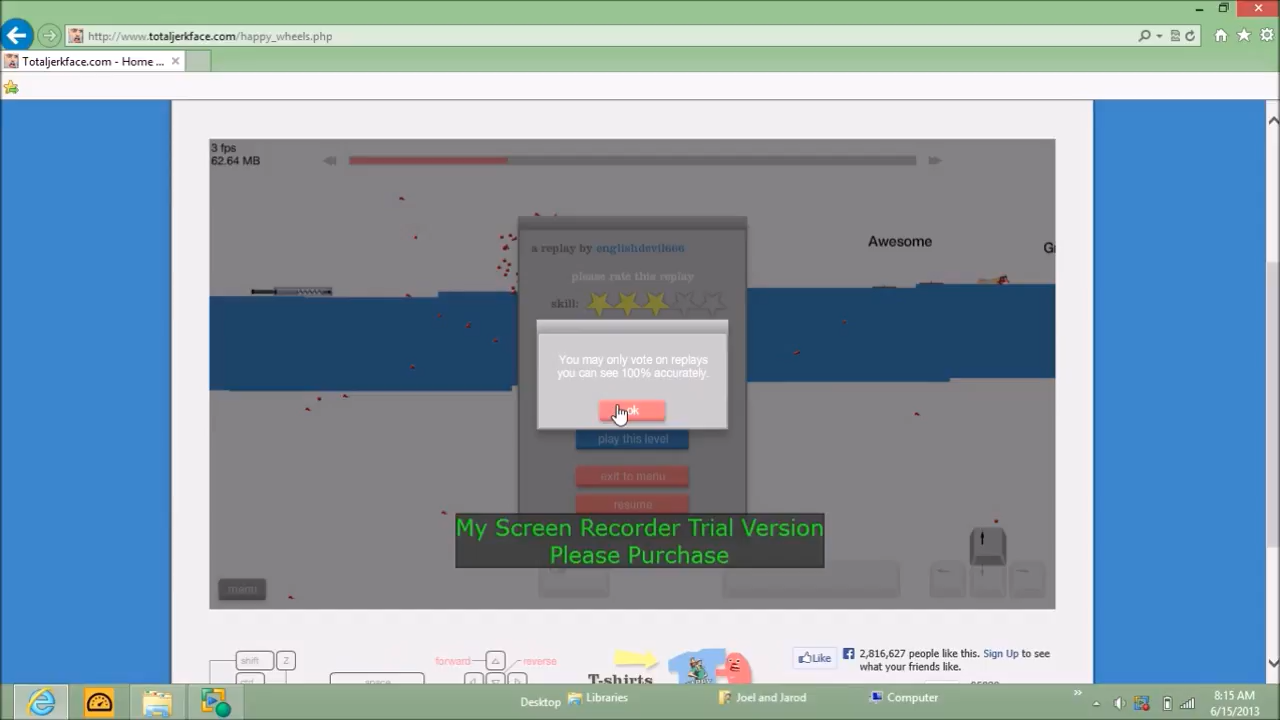 http://www.totaljerkface.com/happy_wheels.php
Totaljerkface.com - Home ...
3 fps
62.64 MB
Awesome
a replay by englishdevil666
please rate this replay
skill:
You may only vote on replays
you can see 100% accurately.
ok
play this level
exit to menu
resume
My Screen Recorder Trial Version
Please Purchase
menu
shift
Z
forward
reverse
ctrl
space
T-shirts
Like
2,816,627 people like this. Sign Up to see
what your friends like.
Desktop
Libraries
Joel and Jarod
Computer
8:15 AM
6/15/2013